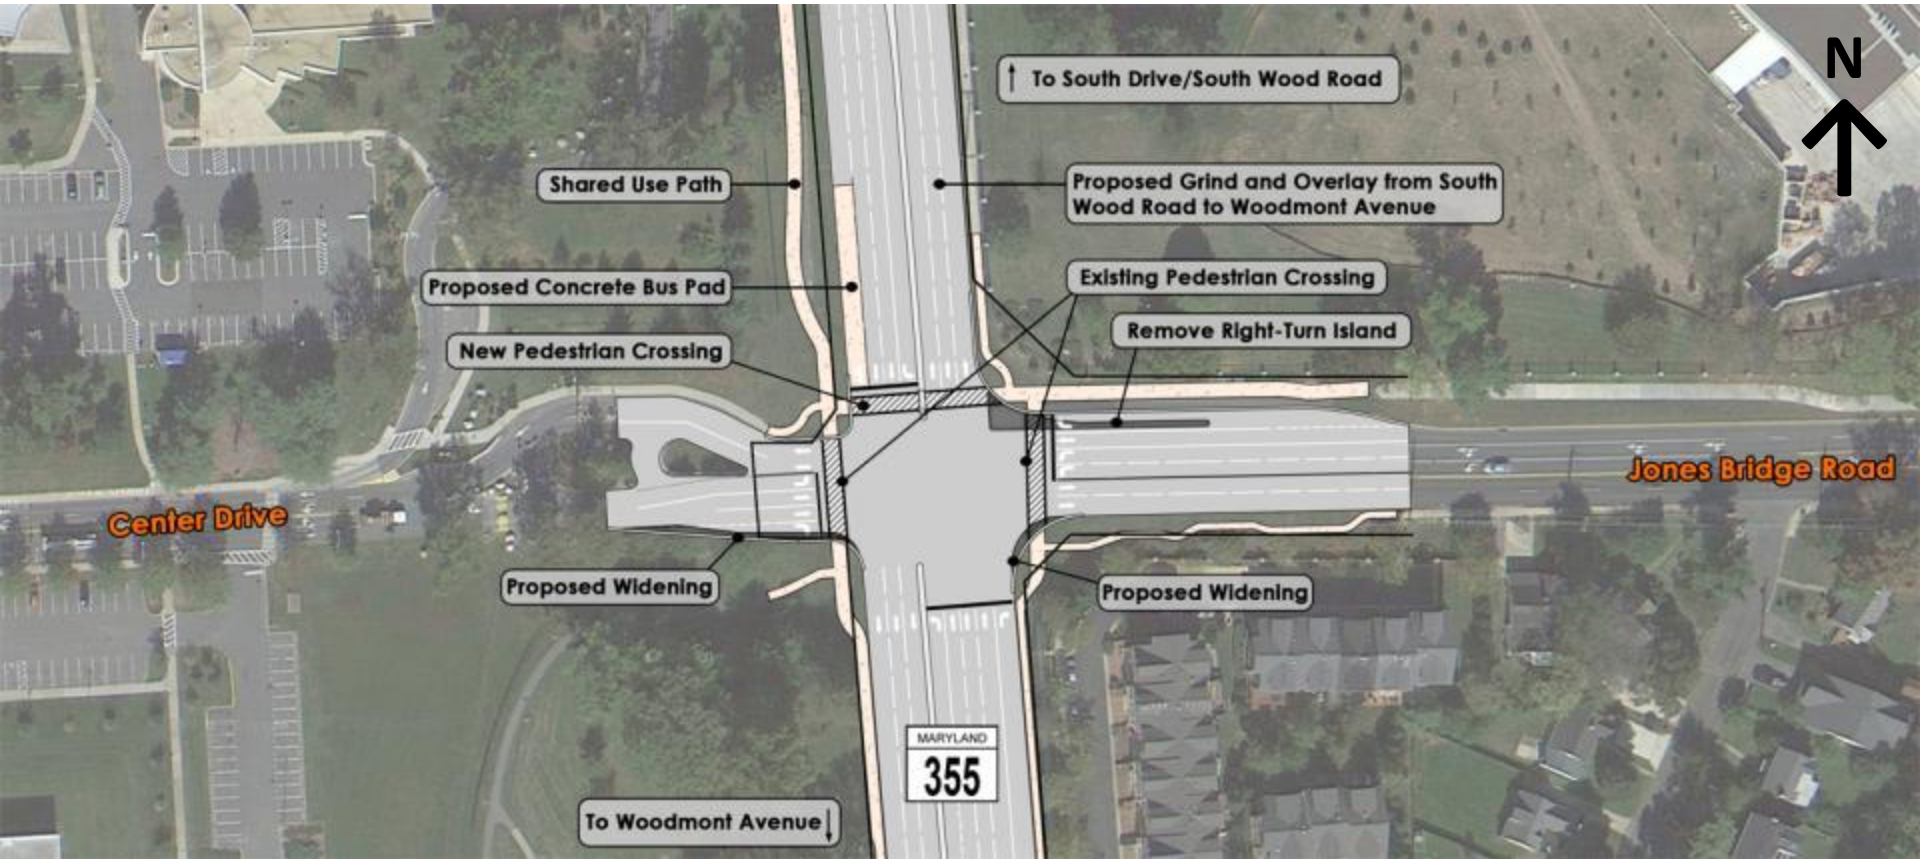 N
↑ To South Drive/South Wood Road
Shared Use Path
Proposed Grind and Overlay from South
Wood Road to Woodmont Avenue
Existing Pedestrian Crossing
Proposed Concrete Bus Pad
Remove Right-Turn Island
New Pedestrian Crossing
Jones Bridge Road
Center Drive
Proposed Widening
Proposed Widening
MARYLAND
355
To Woodmont Avenue↓